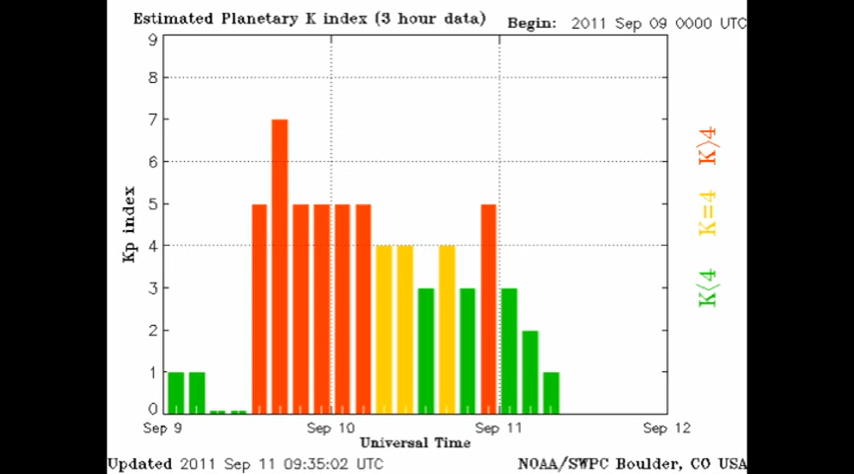 Estimated Planetary K index (3 hour data)
Begin: 2011 Sep 09 0000 UTC
9
8
7
6
5
4
3
2
1
0
Kp index
K>4
K=4
K<4
Sep 9
Sep 10
Sep 11
Sep 12
Universal Time
Updated 2011 Sep 11 09:35:02 UTC
NOAA/SWPC Boulder, CO USA